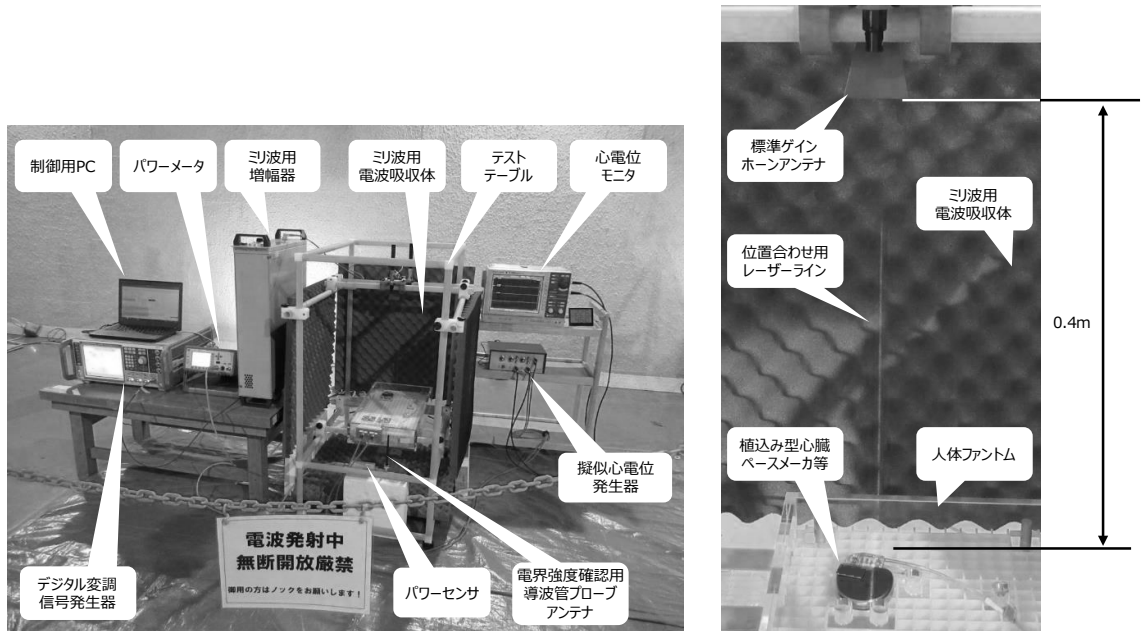 制御用PC
パワーメータ
ミリ波用
増幅器
ミリ波用
電波吸収体
テスト
テーブル
心電位
モニタ
擬似心電位
発生器
電界強度確認用
導波管プローブ
アンテナ
パワーセンサ
デジタル変調
信号発生器
電波発射中
無断開放厳禁
御用の方はノックをお願いします!
標準ゲイン
ホーンアンテナ
ミリ波用
電波吸収体
位置合わせ用
レーザーライン
0.4m
植込み型心臓
ペースメーカ等
人体ファントム